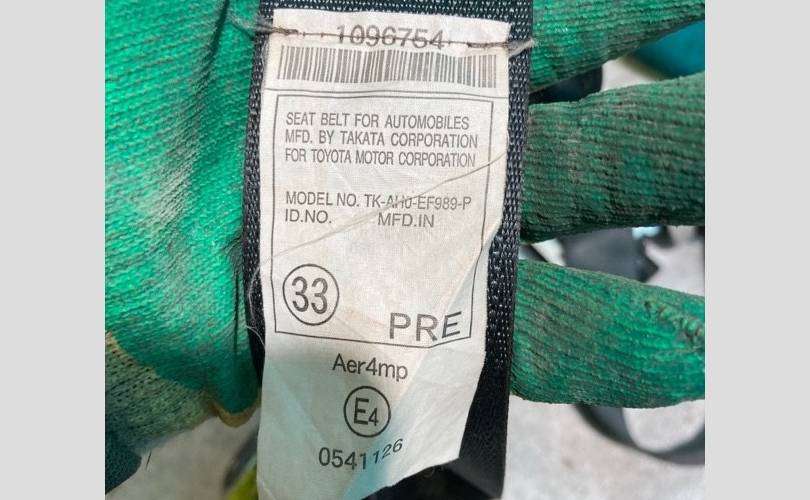 1096754
SEAT BELT FOR AUTOMOBILES
MFD. BY TAKATA CORPORATION
FOR TOYOTA MOTOR CORPORATION
MODEL NO. TK-AH0-EF989-P
ID.NO. MFD.IN
33
PRE
Aer4mp
E4
0541126